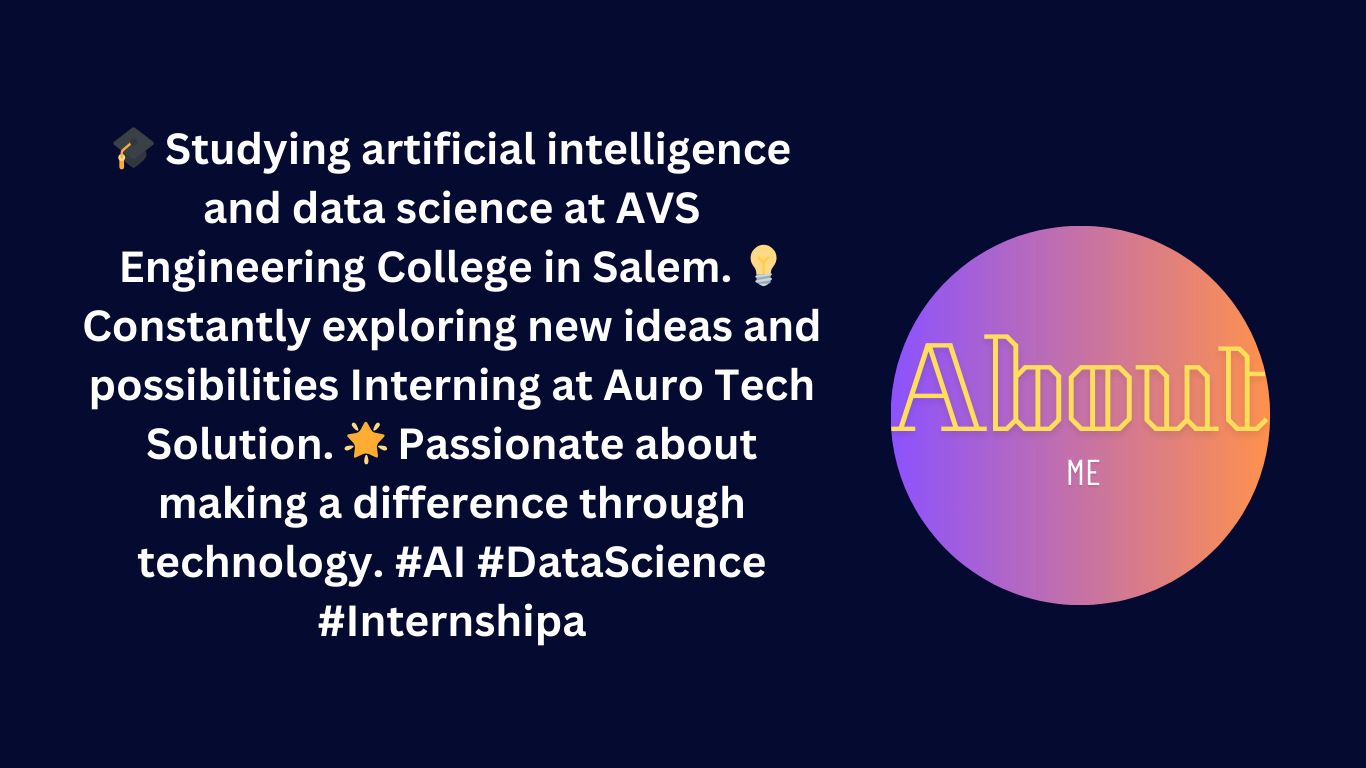 🎓 Studying artificial intelligence
and data science at AVS
Engineering College in Salem. 💡
Constantly exploring new ideas and
possibilities Interning at Auro Tech
Solution. 🌟 Passionate about
making a difference through
technology. #AI #DataScience
#Internshipa
About
ME